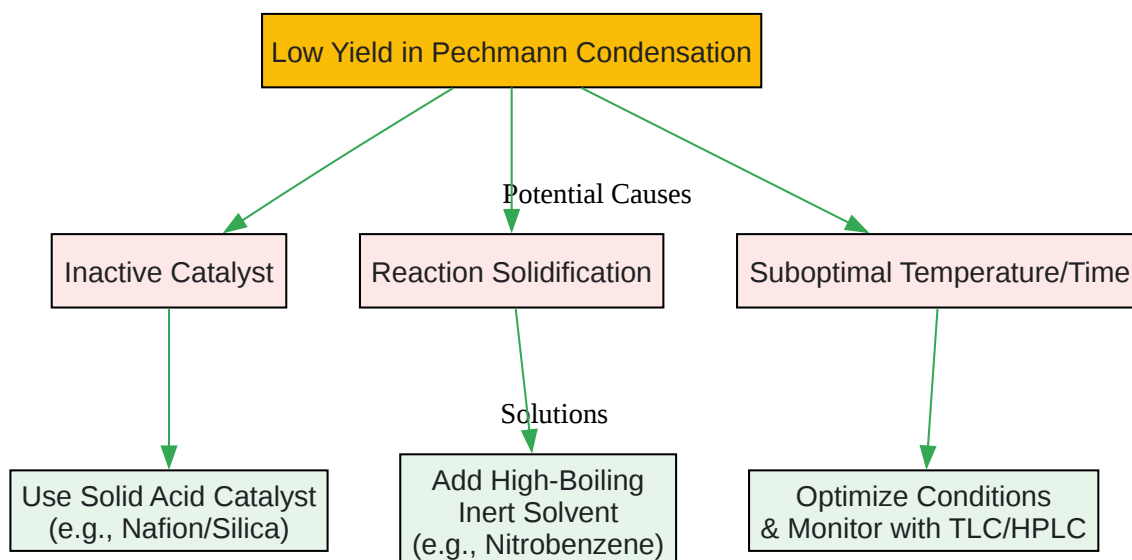 Low Yield in Pechmann Condensation
Potential Causes
Inactive Catalyst
Reaction Solidification
Suboptimal Temperature/Time
Solutions
Use Solid Acid Catalyst
(e.g., Nafion/Silica)
Add High-Boiling
Inert Solvent
(e.g., Nitrobenzene)
Optimize Conditions
& Monitor with TLC/HPLC